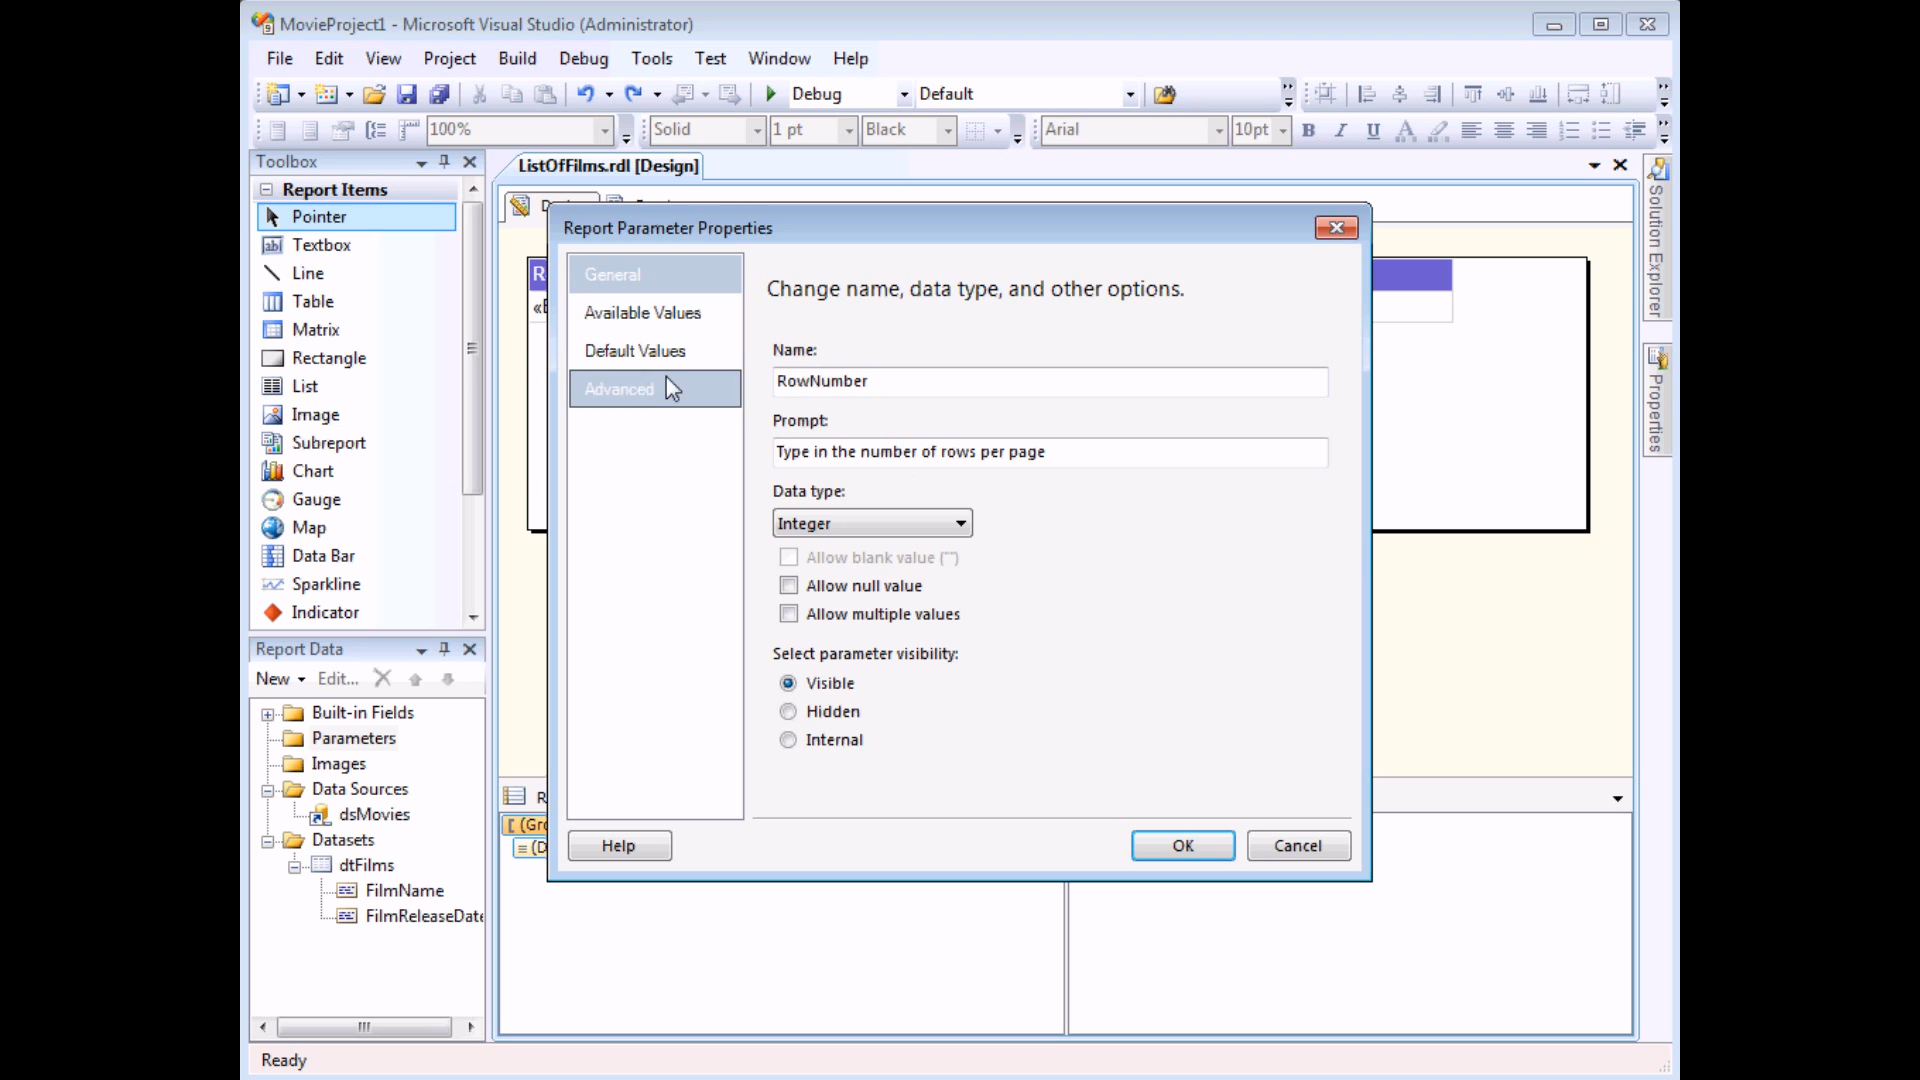 MovieProject1 - Microsoft Visual Studio (Administrator)
File Edit View Project Build Debug Tools Test Window Help
Debug Default
100% Solid 1 pt Black Arial 10pt B I U A
Toolbox
Report Items
Pointer
Textbox
Line
Table
Matrix
Rectangle
List
Image
Subreport
Chart
Gauge
Map
Data Bar
Sparkline
Indicator
Report Data
New Edit...
Built-in Fields
Parameters
Images
Data Sources
dsMovies
Datasets
dtFilms
FilmName
FilmReleaseDate
Ready
ListOfFilms.rdl [Design]
Report Parameter Properties
General
Available Values
Default Values
Advanced
Change name, data type, and other options.
Name:
RowNumber
Prompt:
Type in the number of rows per page
Data type:
Integer
Allow blank value ("")
Allow null value
Allow multiple values
Select parameter visibility:
Visible
Hidden
Internal
Help OK Cancel
Solution Explorer
Properties